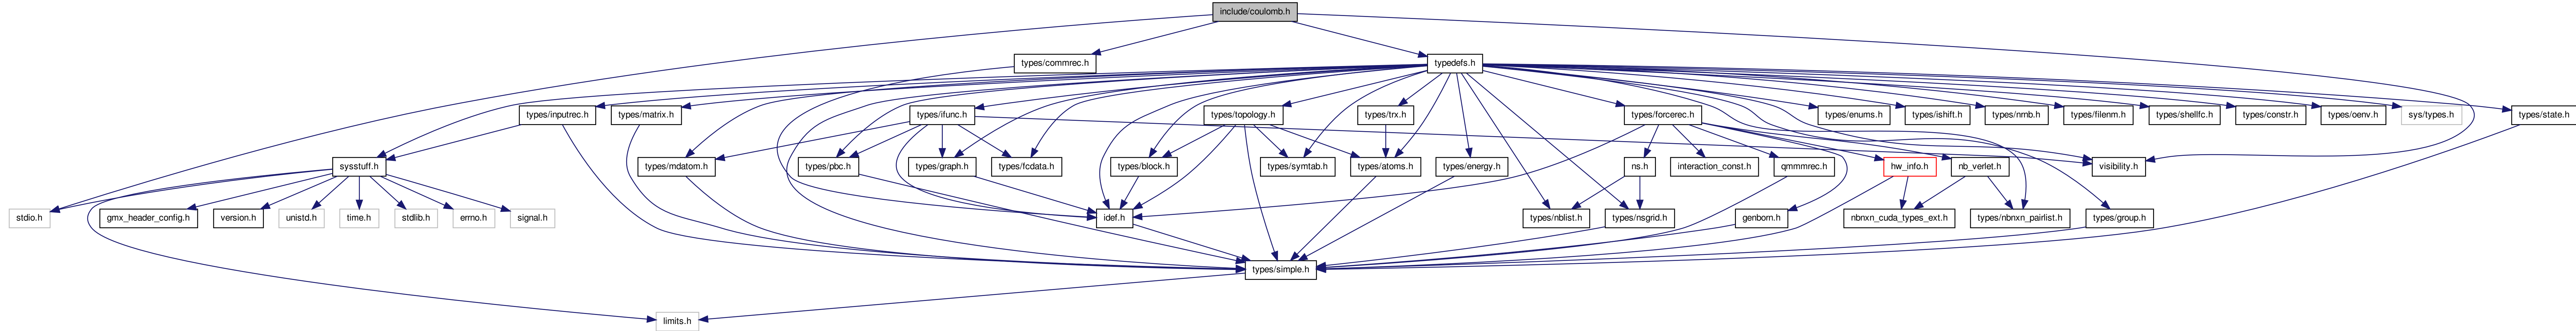 include/coulomb.h
types/commrec.h
typedefs.h
types/inputrec.h
types/matrix.h
types/ifunc.h
types/topology.h
types/trx.h
types/forcerec.h
types/enums.h
types/ishift.h
types/nrnb.h
types/filenm.h
types/shellfc.h
types/constr.h
types/oenv.h
sys/types.h
types/state.h
sysstuff.h
types/mdatom.h
types/pbc.h
types/graph.h
types/fcdata.h
types/block.h
types/symtab.h
types/atoms.h
types/energy.h
ns.h
interaction_const.h
qmmmrec.h
hw_info.h
nb_verlet.h
visibility.h
stdio.h
gmx_header_config.h
version.h
unistd.h
time.h
stdlib.h
errno.h
signal.h
idef.h
types/nblist.h
types/nsgrid.h
genborn.h
nbnxn_cuda_types_ext.h
types/nbnxn_pairlist.h
types/group.h
types/simple.h
limits.h